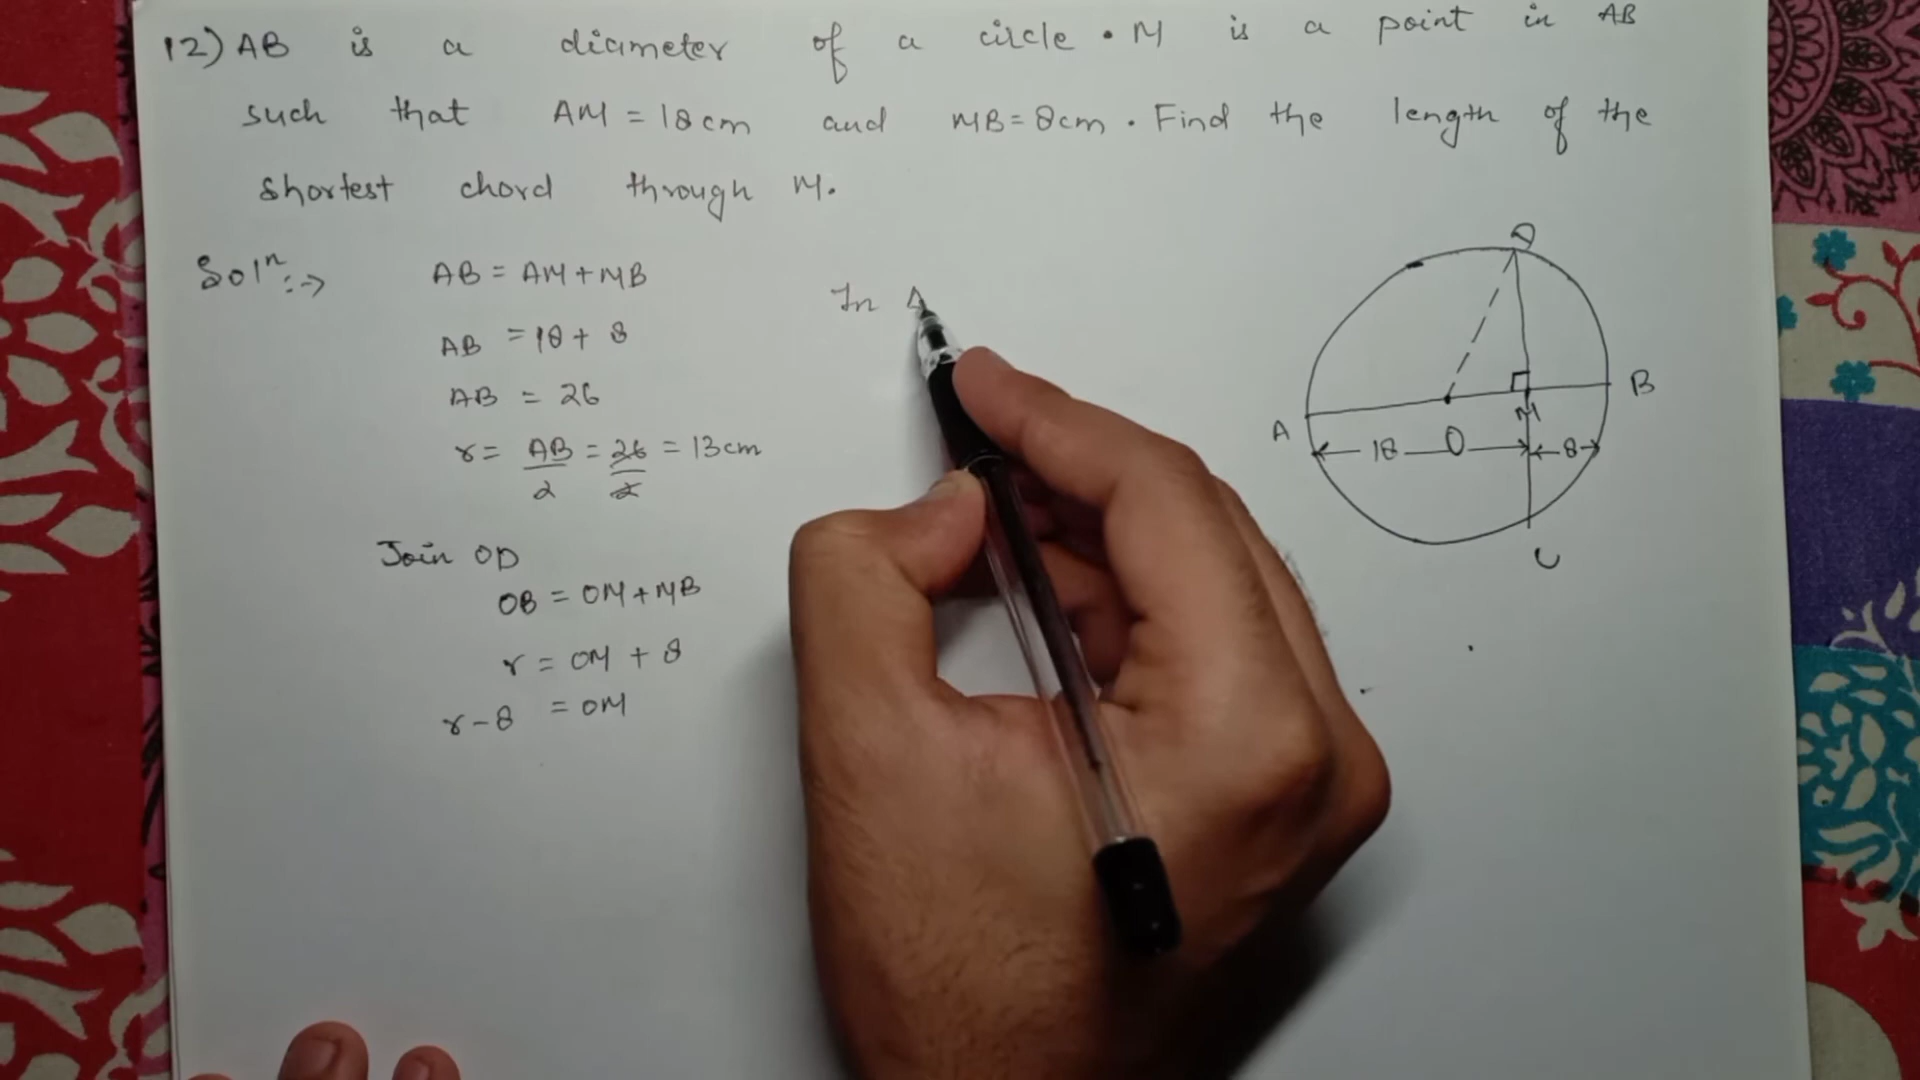 12) AB is a diameter of a circle . M is a point in AB
such that AM = 18cm and MB = 8cm . Find the length of the
shortest chord through M.
Solⁿ :->
AB = AM + MB
AB = 18 + 8
AB = 26
r = AB/2 = 26/2 = 13cm
Join OD
OB = OM + MB
r = OM + 8
r - 8 = OM
In Δ
D
A
B
M
18
O
8
C